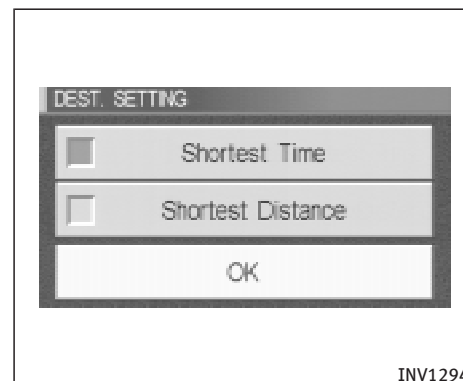 DEST. SETTING
Shortest Time
Shortest Distance
OK
INV1294